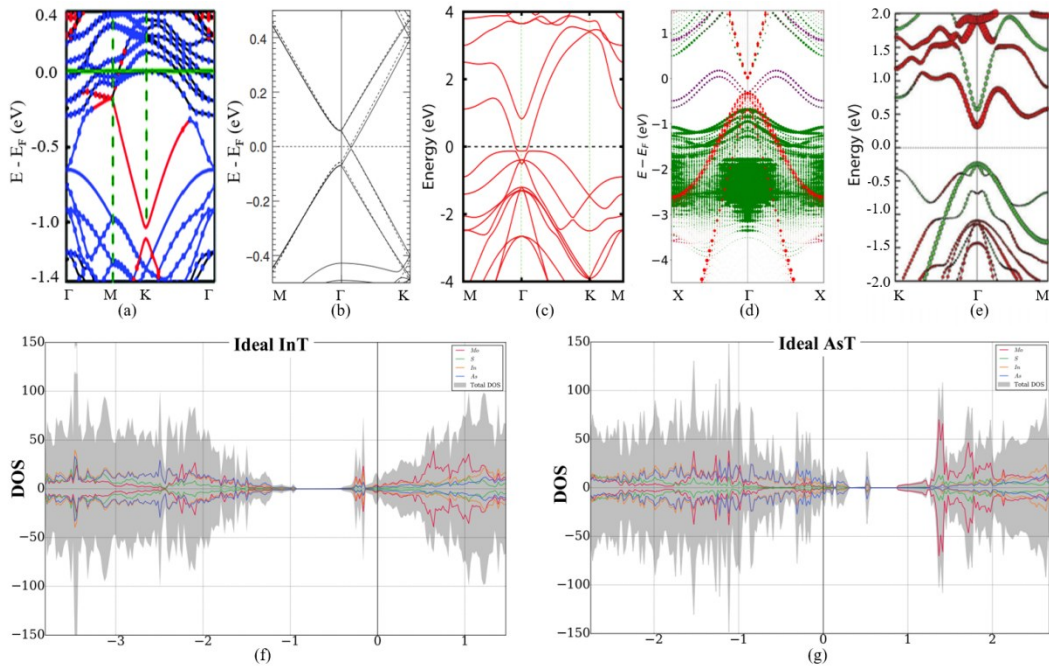 0.4
0.0
-0.5
-1.0
-1.4
E - E_F (eV)
Γ M K Γ
(a)
0.4
0.2
0.0
-0.2
-0.4
E - E_F (eV)
M Γ K
(b)
4
2
0
−2
−4
Energy (eV)
M Γ K M
(c)
1
0
−1
−2
−3
−4
E − E_F (eV)
X Γ X
(d)
2.0
1.5
1.0
0.5
0.0
-0.5
-1.0
-1.5
-2.0
Energy (eV)
K Γ M
(e)
Ideal InT
150
100
50
0
−50
−100
−150
DOS
Mo
S
In
As
Total DOS
−3 −2 −1 0 1
(f)
Ideal AsT
150
100
50
0
−50
−100
−150
DOS
Mo
S
In
As
Total DOS
−2 −1 0 1 2
(g)